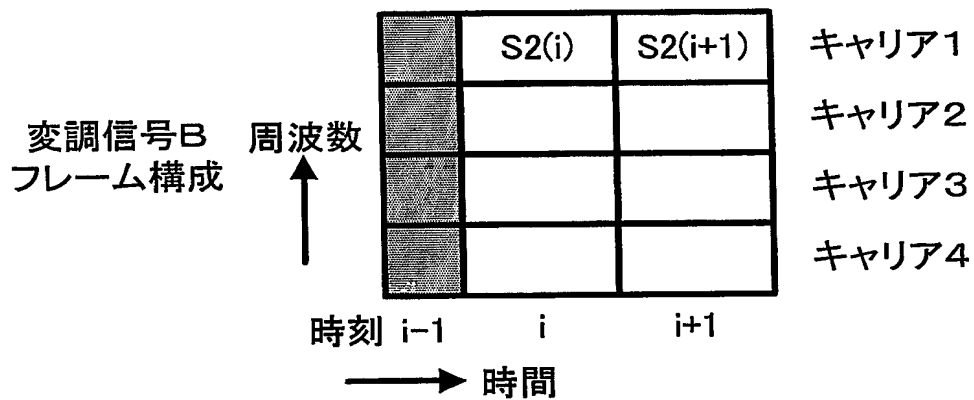 S2(i) S2(i+1) キャリア1
キャリア2
変調信号B 周波数
フレーム構成
キャリア3
キャリア4
時刻 i-1 i i+1
時間